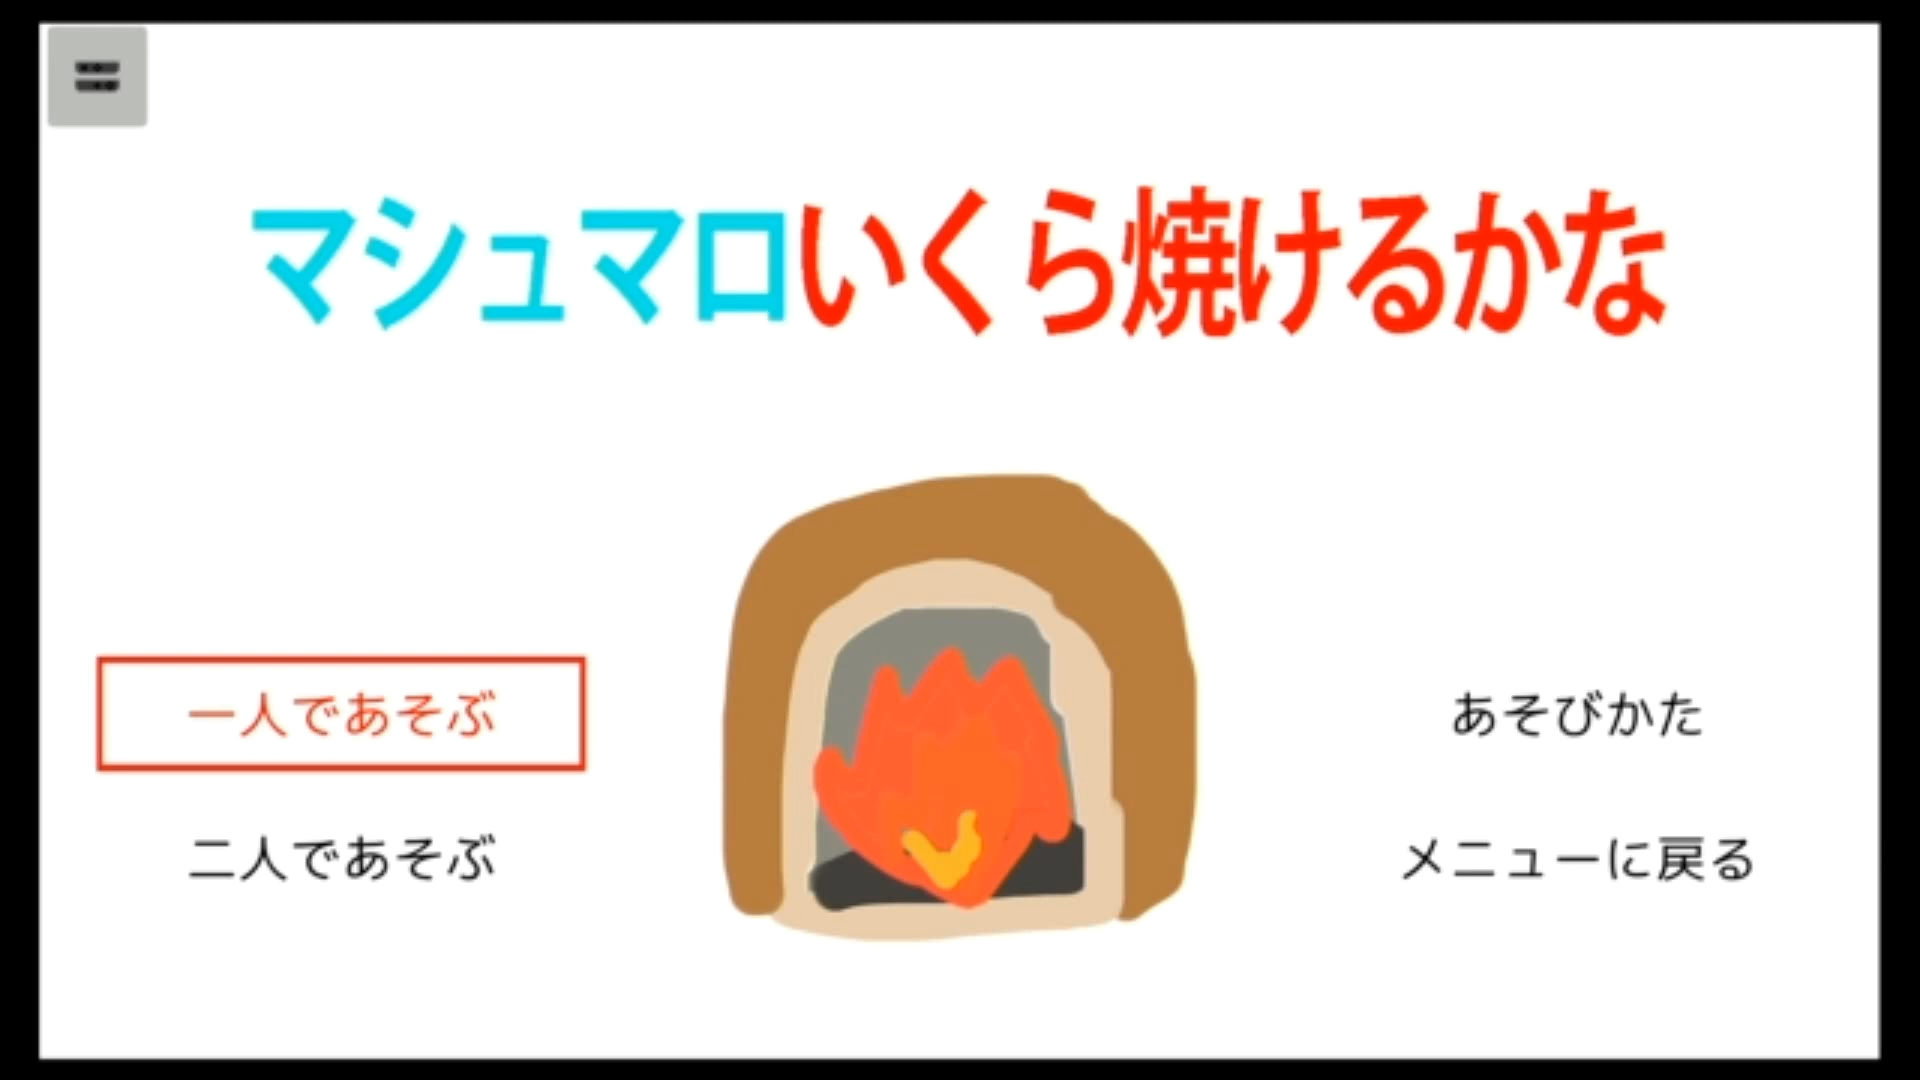 マシュマロいくら焼けるかな
一人であそぶ
二人であそぶ
あそびかた
メニューに戻る